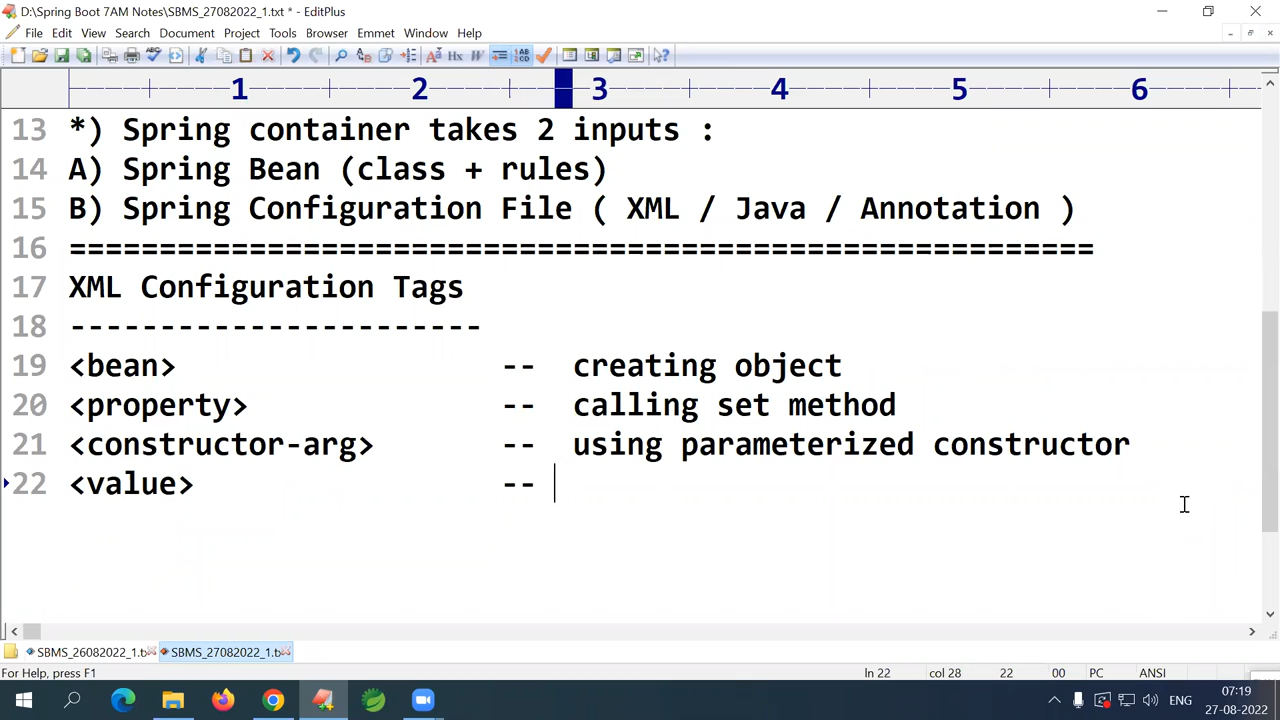 D:\Spring Boot 7AM Notes\SBMS_27082022_1.txt * - EditPlus
File Edit View Search Document Project Tools Browser Emmet Window Help
1 2 3 4 5 6
13 *) Spring container takes 2 inputs :
14 A) Spring Bean (class + rules)
15 B) Spring Configuration File ( XML / Java / Annotation )
16 =========================================================
17 XML Configuration Tags
18 -----------------------
19 <bean> -- creating object
20 <property> -- calling set method
21 <constructor-arg> -- using parameterized constructor
22 <value> --
SBMS_26082022_1.b SBMS_27082022_1.b
For Help, press F1 ln 22 col 28 22 00 PC ANSI
ENG 07:19
27-08-2022